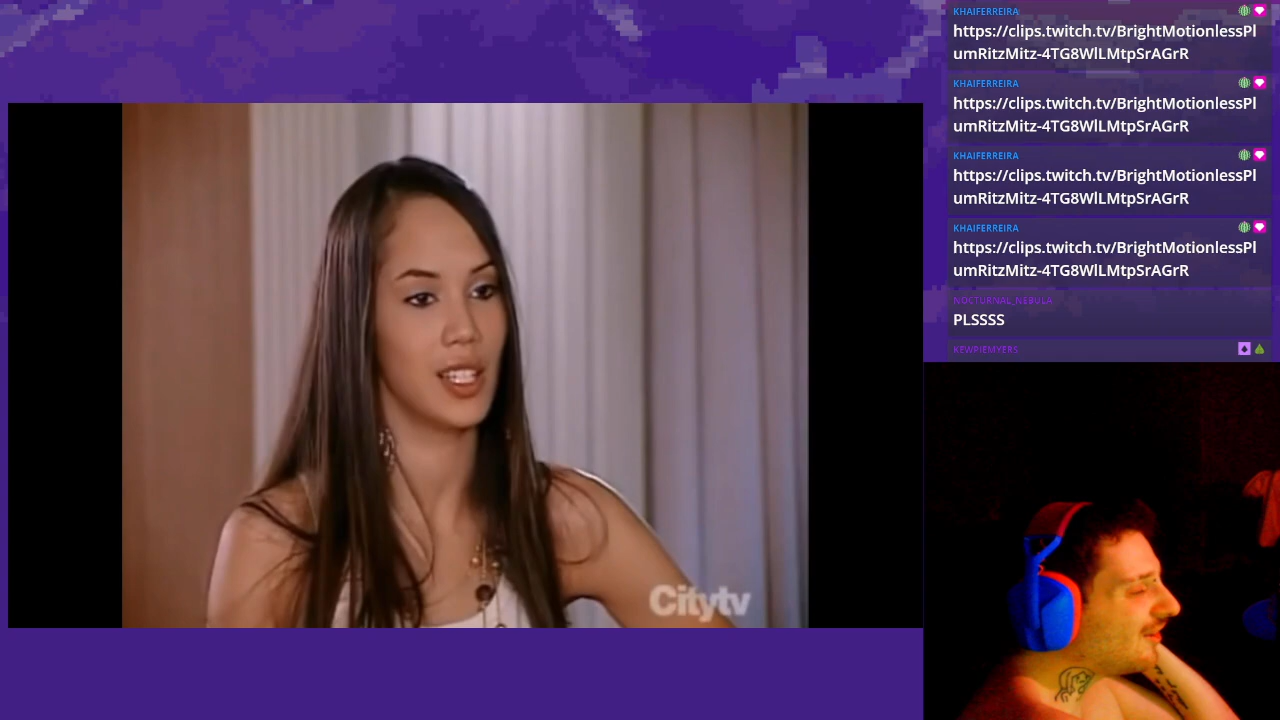 KHAIFERREIRA
https://clips.twitch.tv/BrightMotionlessPl
umRitzMitz-4TG8WlLMtpSrAGrR
KHAIFERREIRA
https://clips.twitch.tv/BrightMotionlessPl
umRitzMitz-4TG8WlLMtpSrAGrR
KHAIFERREIRA
https://clips.twitch.tv/BrightMotionlessPl
umRitzMitz-4TG8WlLMtpSrAGrR
KHAIFERREIRA
https://clips.twitch.tv/BrightMotionlessPl
umRitzMitz-4TG8WlLMtpSrAGrR
NOCTURNAL_NEBULA
PLSSSS
KEWPIEMYERS
Citytv